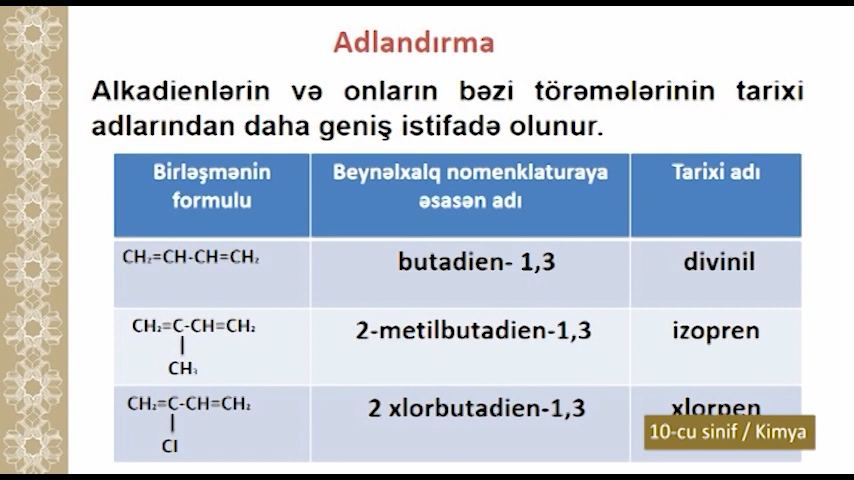 Adlandırma
Alkadienlərin və onların bəzi törəmələrinin tarixi
adlarından daha geniş istifadə olunur.
Birləşmənin
formulu
Beynəlxalq nomenklaturaya
əsasən adı
Tarixi adı
CH₂=CH-CH=CH₂
butadien- 1,3
divinil
CH₂=C-CH=CH₂
|
CH₃
2-metilbutadien-1,3
izopren
CH₂=C-CH=CH₂
|
Cl
2 xlorbutadien-1,3
xlorpen
10-cu sinif / Kimya